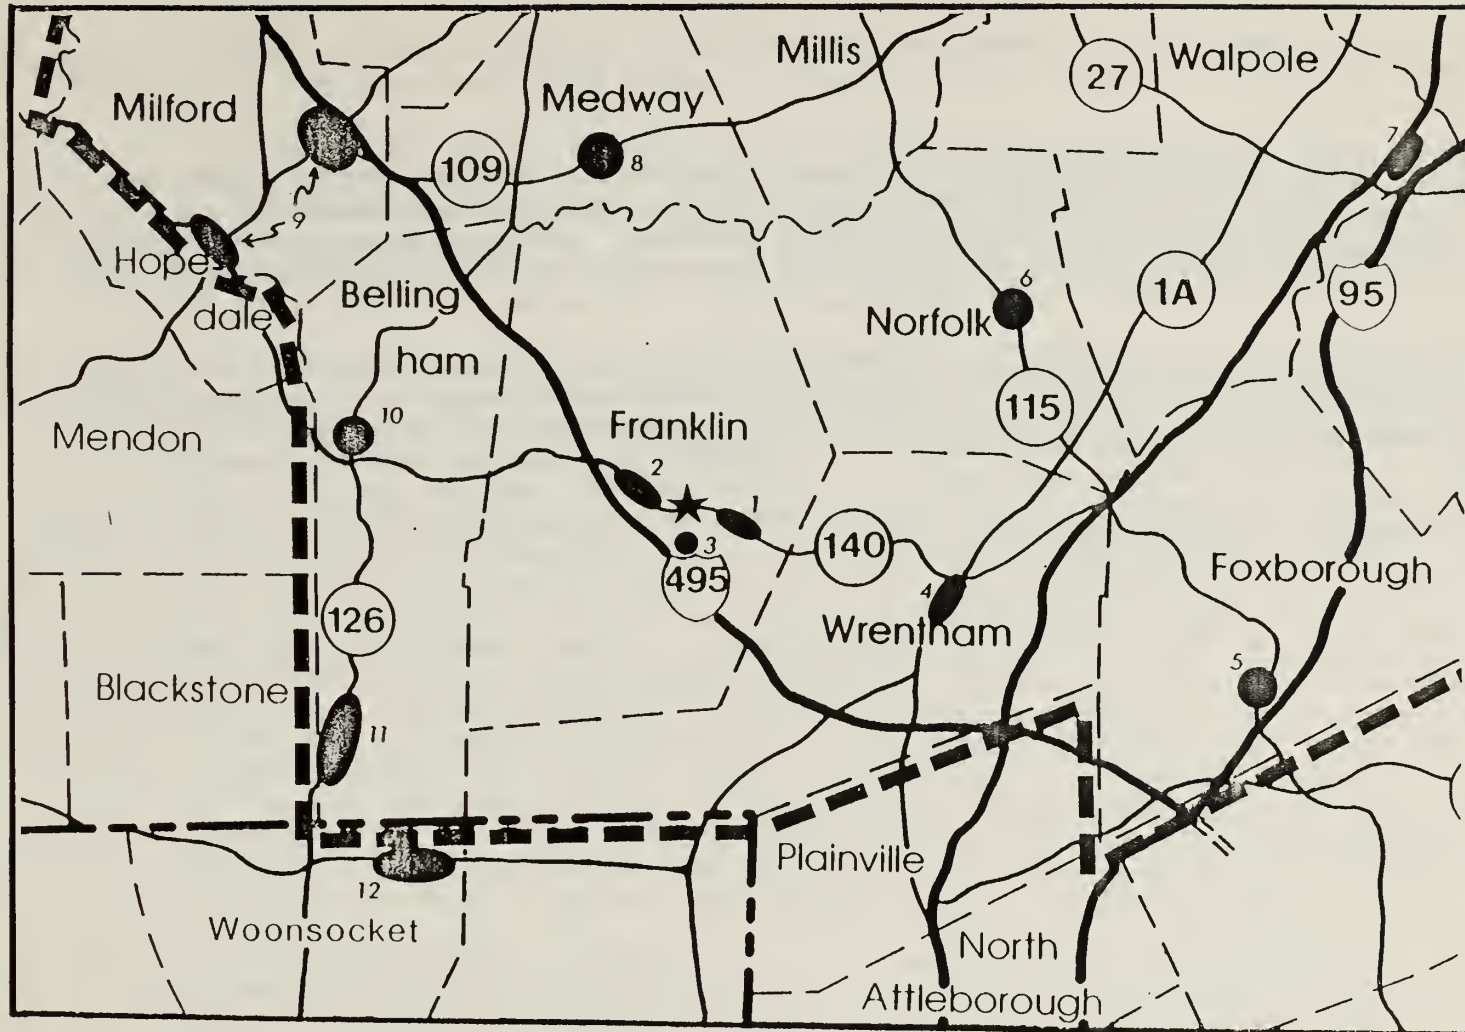 Millis
Walpole
27
Milford
Medway
7
109
8
9
Hope
dale
Belling
ham
6
1A
95
Norfolk
115
10
Mendon
Franklin
2
1
3
140
495
Foxborough
4
126
Wrentham
5
Blackstone
11
Plainville
12
Woonsocket
North
Attleborough